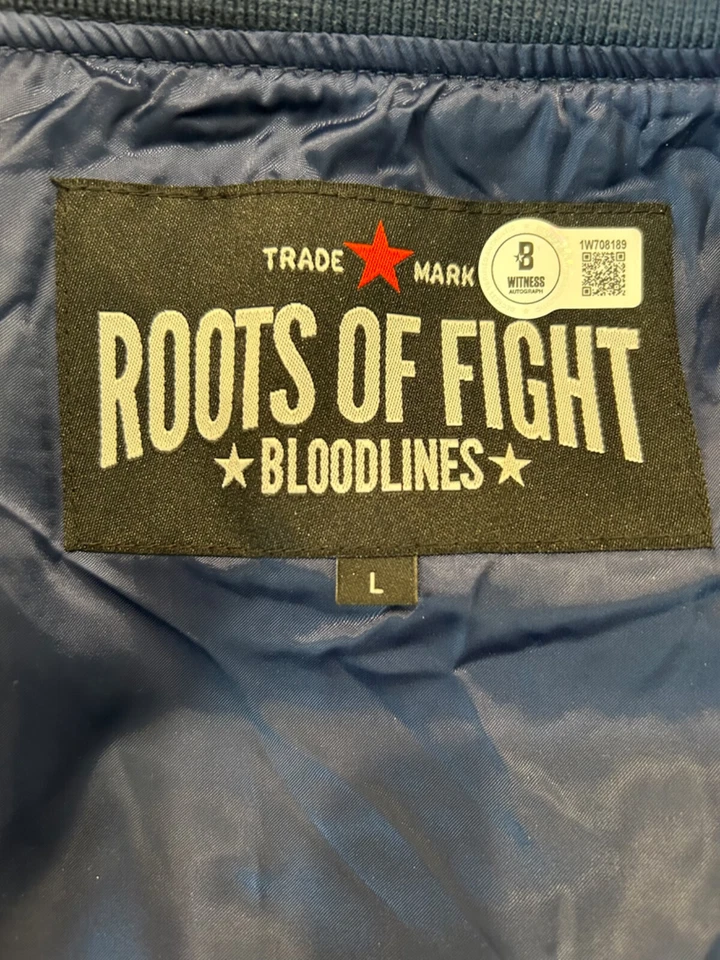 TRADE ★ MARK
ROOTS OF FIGHT
★ BLOODLINES ★
L
B
WITNESS
AUTOGRAPH
1W708189